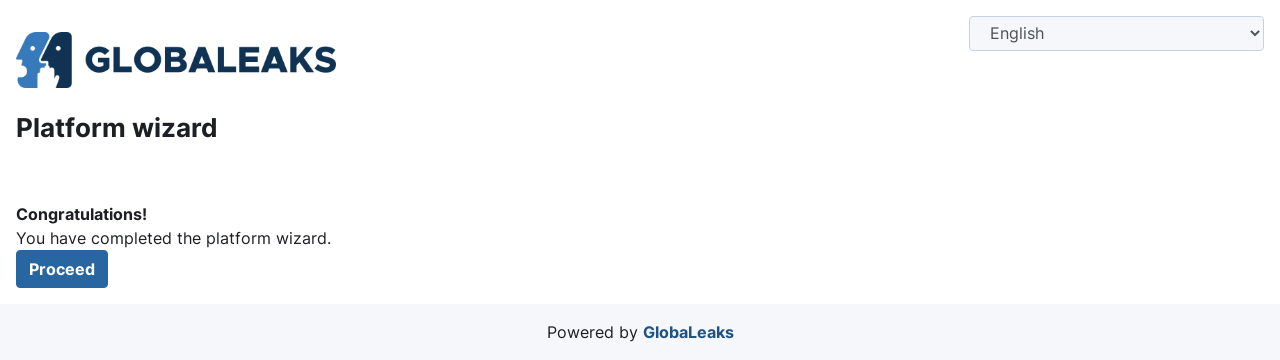 GLOBALEAKS
English
Platform wizard
Congratulations!
You have completed the platform wizard.
Proceed
Powered by GlobaLeaks